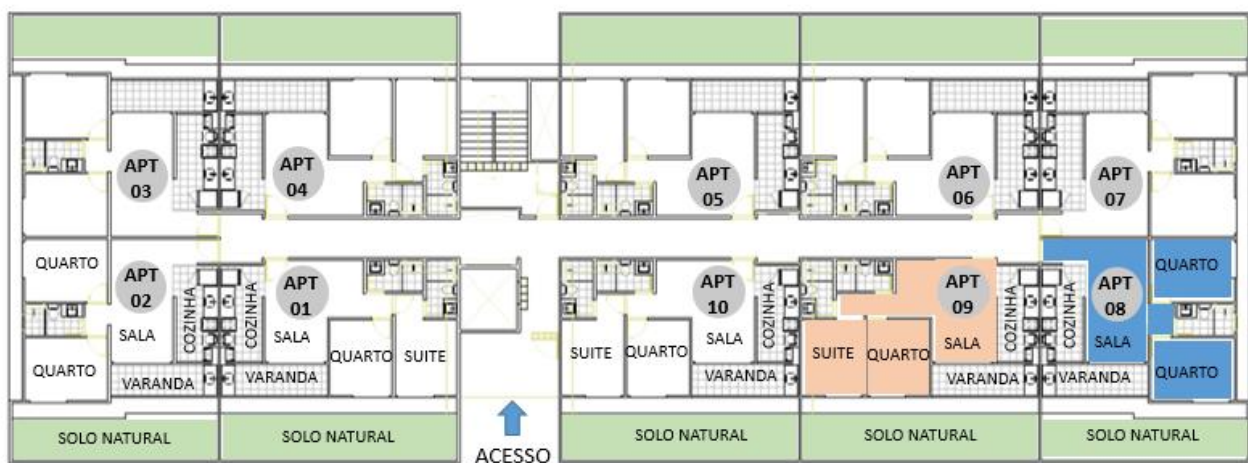 APT
03
APT
04
APT
05
APT
06
APT
07
QUARTO
APT
02
SALA
COZINHA
QUARTO
VARANDA
COZINHA
APT
01
SALA
QUARTO
SUITE
VARANDA
SUITE
QUARTO
APT
10
SALA
COZINHA
VARANDA
SUITE
QUARTO
APT
09
SALA
COZINHA
VARANDA
COZINHA
APT
08
SALA
VARANDA
QUARTO
QUARTO
SOLO NATURAL
SOLO NATURAL
SOLO NATURAL
SOLO NATURAL
SOLO NATURAL
ACESSO